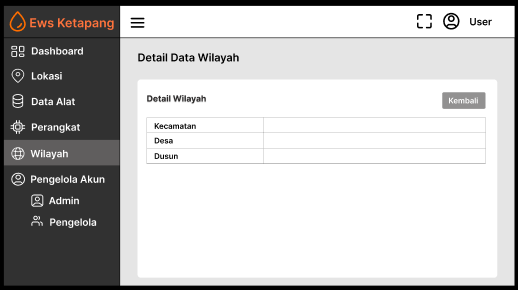 Ews Ketapang
User
Dashboard
Lokasi
Data Alat
Perangkat
Wilayah
Pengelola Akun
Admin
Pengelola
Detail Data Wilayah
Detail Wilayah
Kembali
Kecamatan
Desa
Dusun